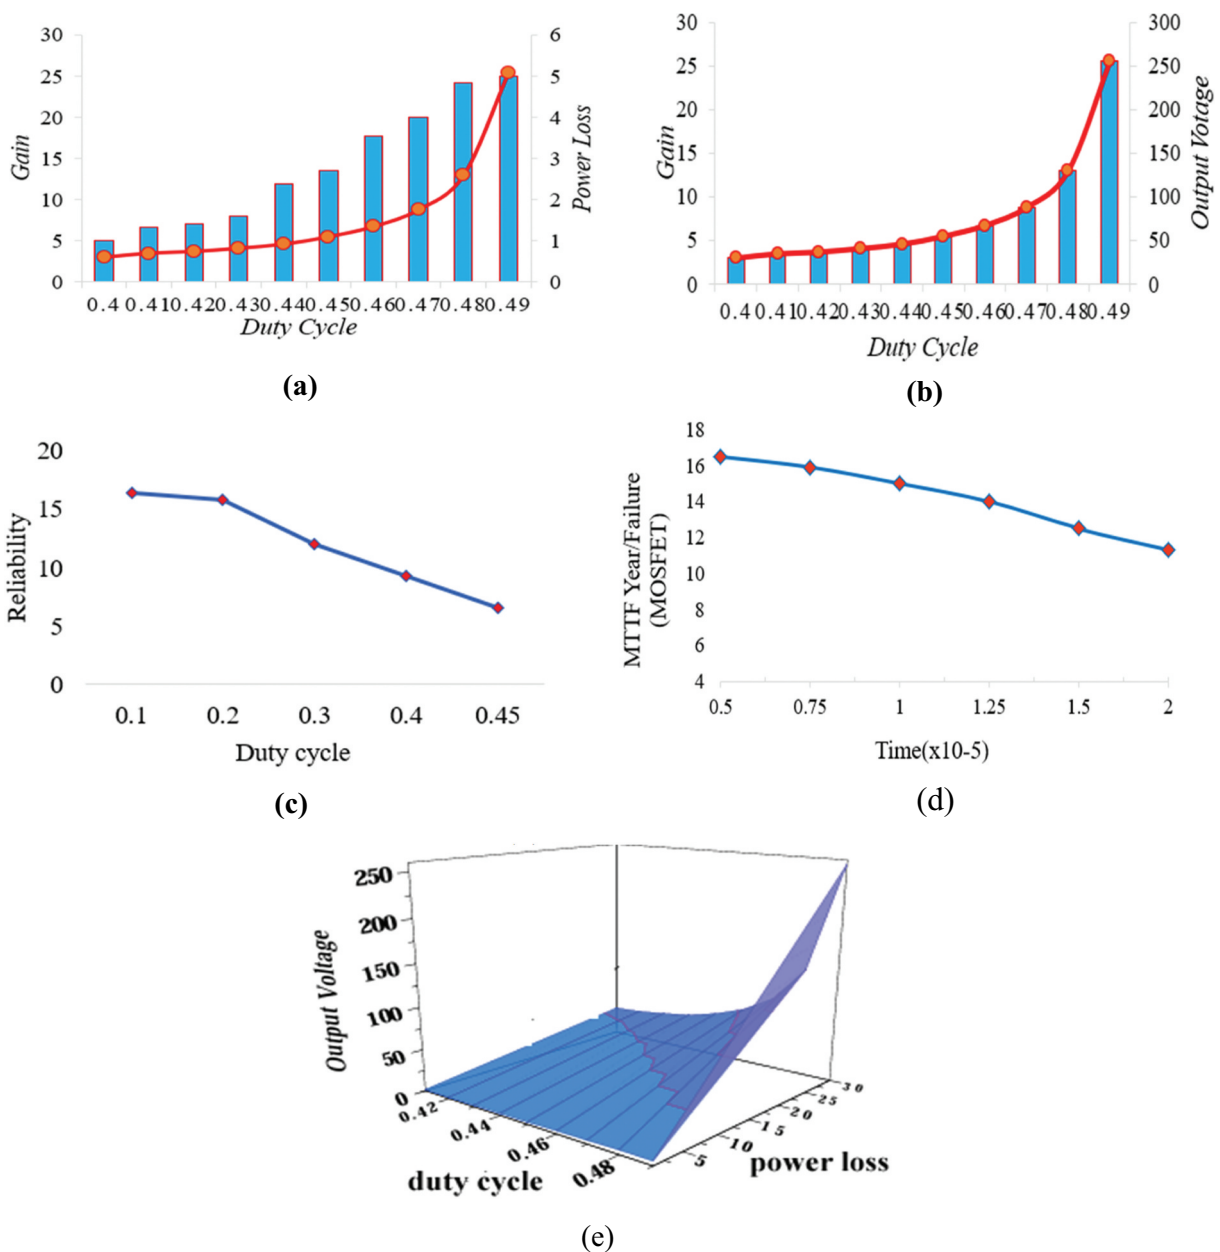 30
25
20
15
10
5
0
Gain
6
5
4
3
2
1
0
Power Loss
0.4 0.41 0.42 0.43 0.44 0.45 0.46 0.47 0.48 0.49
Duty Cycle
(a)
30
25
20
15
10
5
0
Gain
300
250
200
150
100
50
0
Output Votage
0.4 0.41 0.42 0.43 0.44 0.45 0.46 0.47 0.48 0.49
Duty Cycle
(b)
20
15
10
5
0
Reliability
0.1 0.2 0.3 0.4 0.45
Duty cycle
(c)
18
16
14
12
10
8
6
4
MTTF Year/Failure
(MOSFET)
0.5 0.75 1 1.25 1.5 2
Time(x10-5)
(d)
250
200
150
100
50
0
Output Voltage
0.42
0.44
0.46
0.48
duty cycle
5
10
15
20
25
30
power loss
(e)